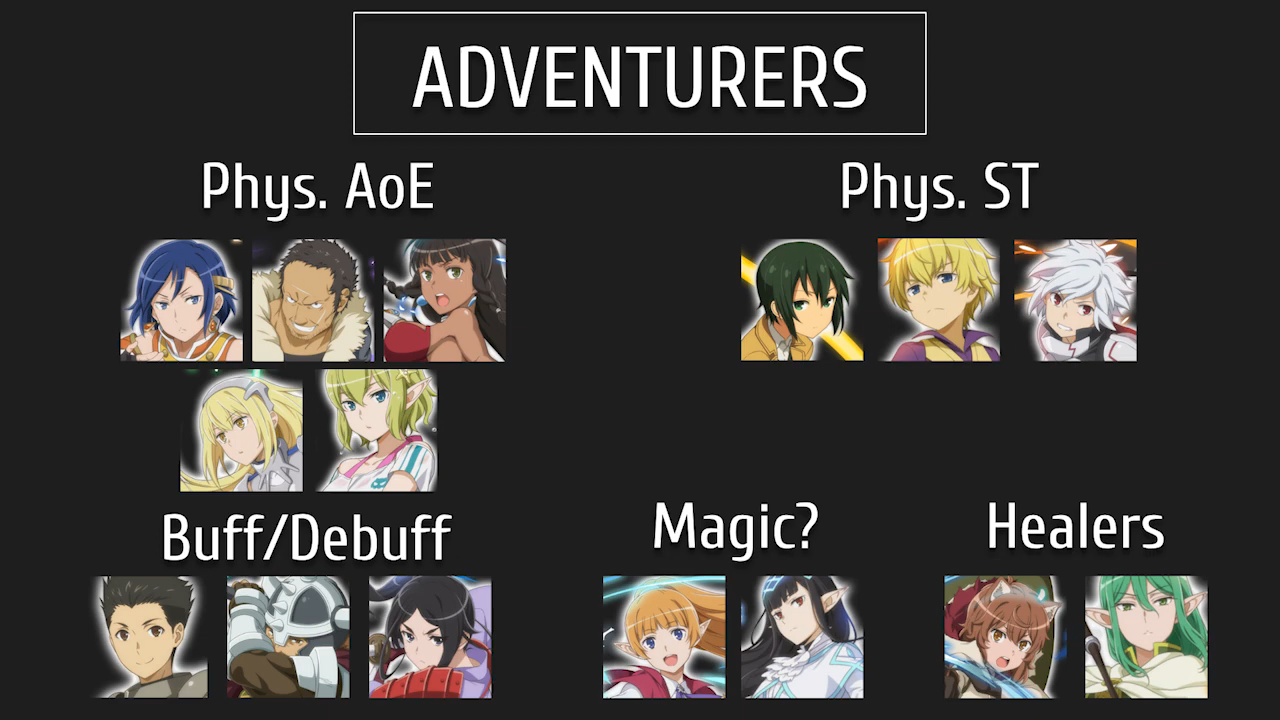 ADVENTURERS
Phys. AoE
Phys. ST
Buff/Debuff
Magic?
Healers